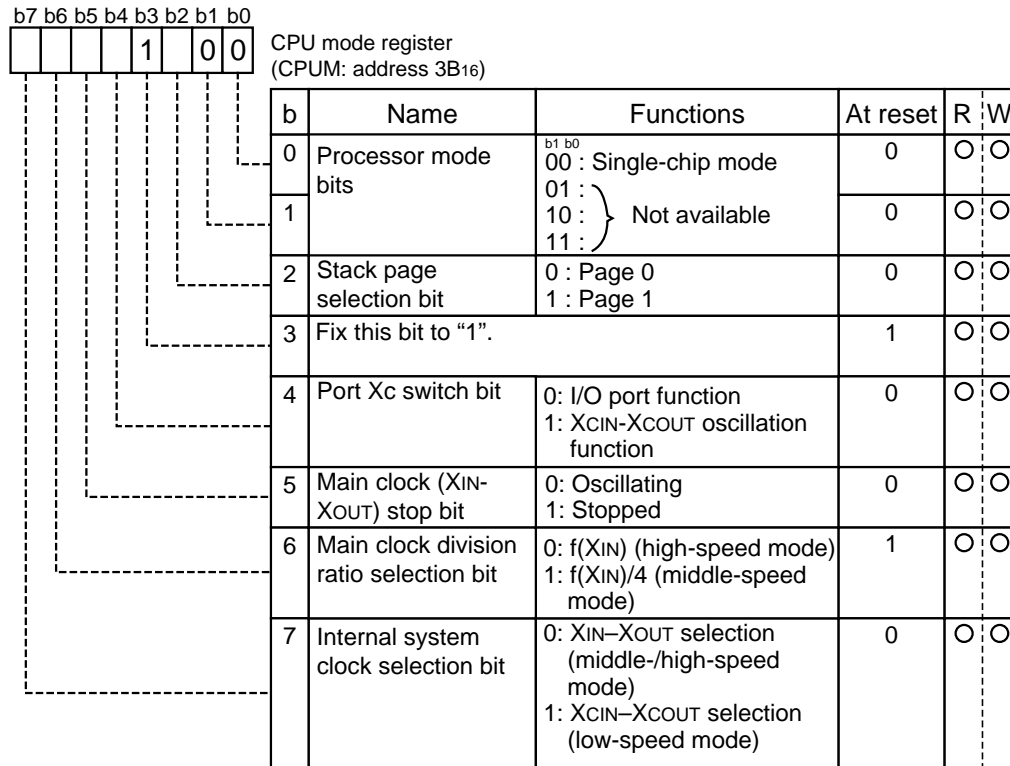 b7 b6 b5 b4 b3 b2 b1 b0
1 0 0
CPU mode register
(CPUM: address 3B16)
b Name Functions At reset R W
0 Processor mode bits
b1 b0
00 : Single-chip mode
01 :
10 : Not available
11 :
0
1 0
2 Stack page
selection bit
0 : Page 0
1 : Page 1
0
3 Fix this bit to “1”. 1
4 Port Xc switch bit
0: I/O port function
1: XCIN-XCOUT oscillation
function
0
5 Main clock (XIN-
XOUT) stop bit
0: Oscillating
1: Stopped
0
6 Main clock division
ratio selection bit
0: f(XIN) (high-speed mode)
1: f(XIN)/4 (middle-speed
mode)
1
7 Internal system
clock selection bit
0: XIN–XOUT selection
(middle-/high-speed
mode)
1: XCIN–XCOUT selection
(low-speed mode)
0